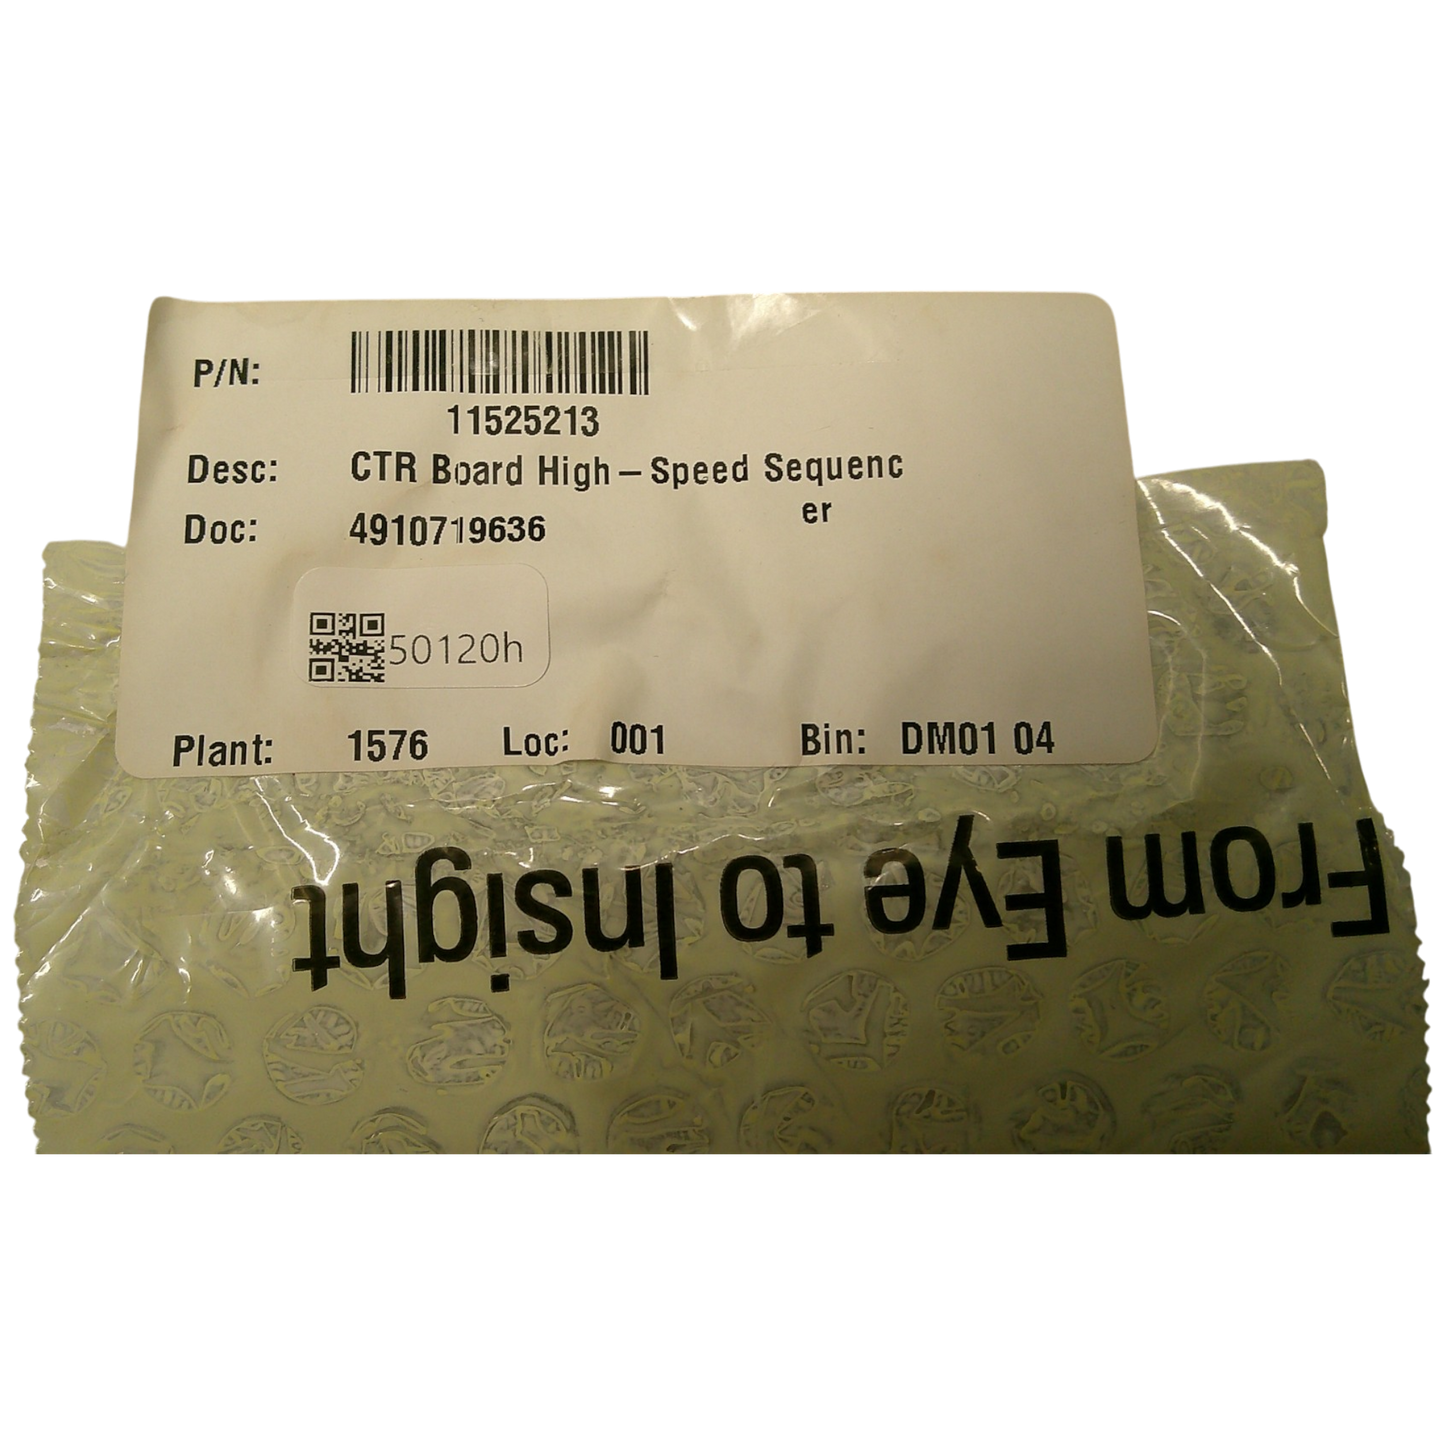 P/N:
11525213
Desc: CTR Board High-Speed Sequenc
er
Doc: 4910719636
50120h
Plant: 1576 Loc: 001 Bin: DM01 04
From Eye to Insight